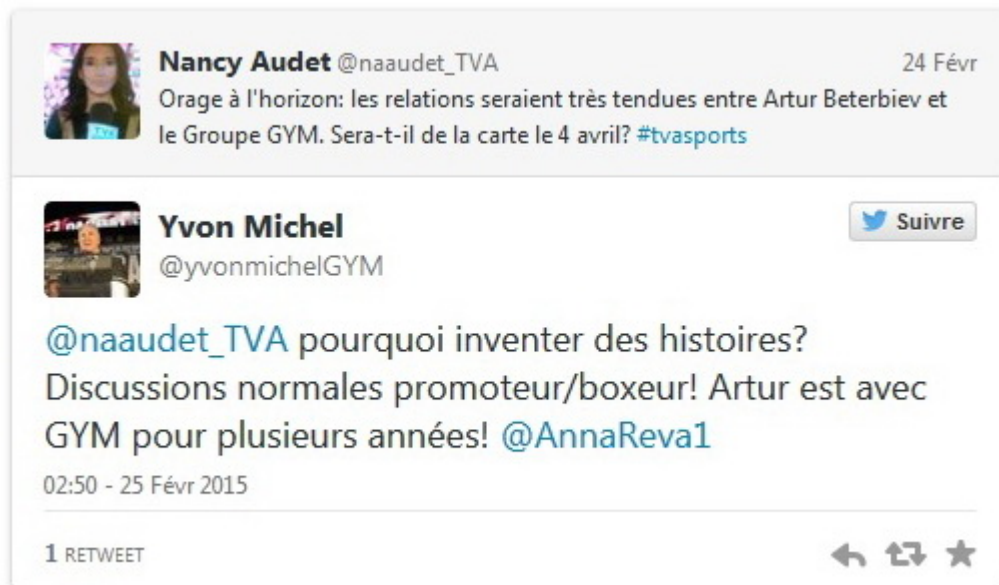 Nancy Audet @naaudet_TVA 24 Févr
Orage à l'horizon: les relations seraient très tendues entre Artur Beterbiev et
le Groupe GYM. Sera-t-il de la carte le 4 avril? #tvasports
Yvon Michel
@yvonmichelGYM
Suivre
@naaudet_TVA pourquoi inventer des histoires?
Discussions normales promoteur/boxeur! Artur est avec
GYM pour plusieurs années! @AnnaReva1
02:50 - 25 Févr 2015
1 RETWEET